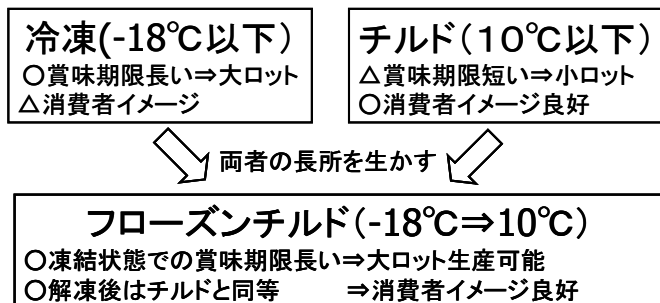 冷凍(-18℃以下)
○賞味期限長い⇒大ロット
△消費者イメージ
チルド(10℃以下)
△賞味期限短い⇒小ロット
○消費者イメージ良好
両者の長所を生かす
フローズンチルド(-18℃⇒10℃)
○凍結状態での賞味期限長い⇒大ロット生産可能
○解凍後はチルドと同等 ⇒消費者イメージ良好